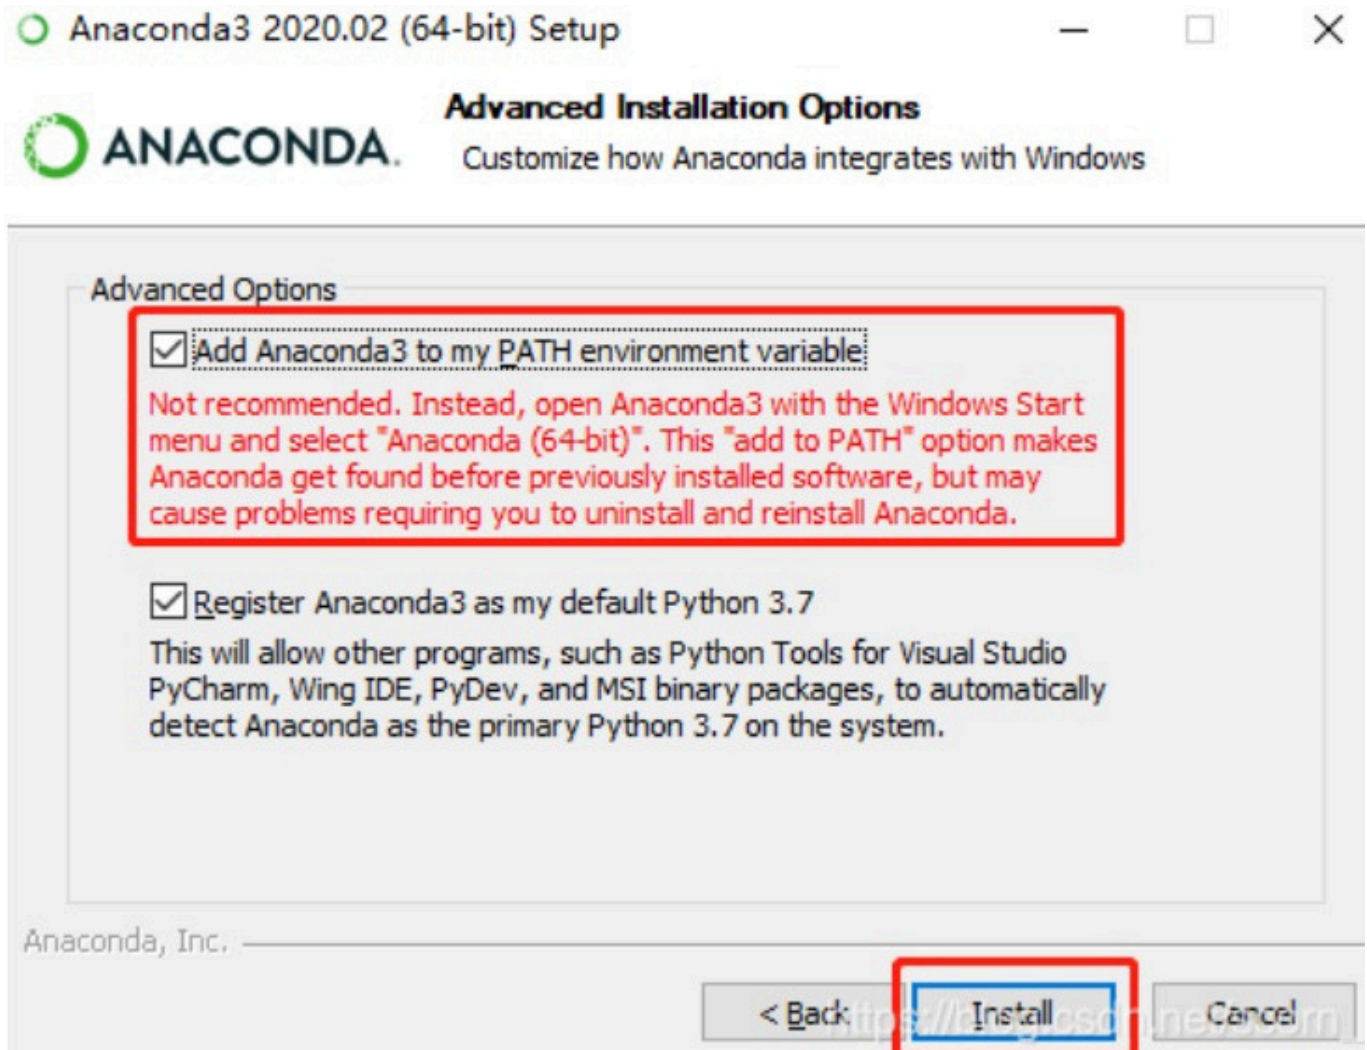 Anaconda3 2020.02 (64-bit) Setup
ANACONDA.
Advanced Installation Options
Customize how Anaconda integrates with Windows
Advanced Options
Add Anaconda3 to my PATH environment variable
Not recommended. Instead, open Anaconda3 with the Windows Start
menu and select "Anaconda (64-bit)". This "add to PATH" option makes
Anaconda get found before previously installed software, but may
cause problems requiring you to uninstall and reinstall Anaconda.
Register Anaconda3 as my default Python 3.7
This will allow other programs, such as Python Tools for Visual Studio
PyCharm, Wing IDE, PyDev, and MSI binary packages, to automatically
detect Anaconda as the primary Python 3.7 on the system.
Anaconda, Inc.
< Back Install Cancel